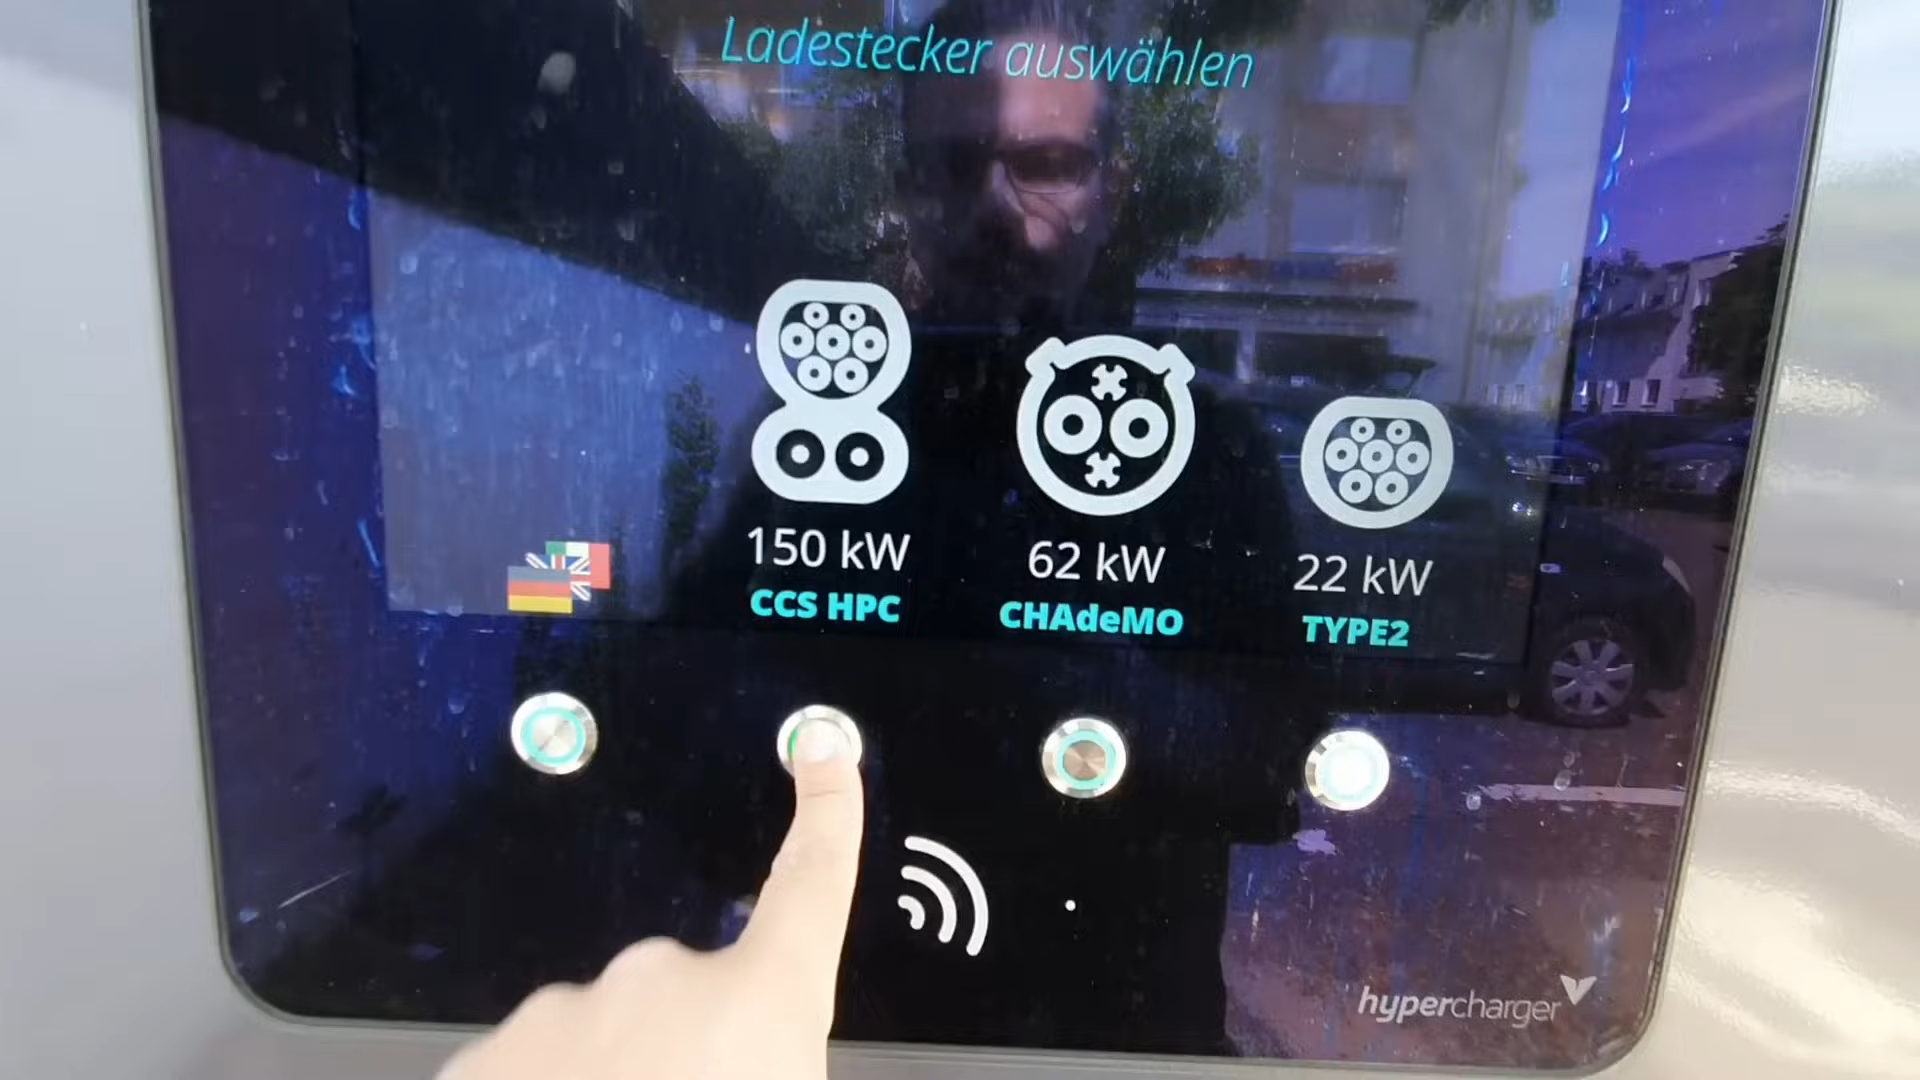 Ladestecker auswählen
150 kW
CCS HPC
62 kW
CHAdeMO
22 kW
TYPE2
hypercharger